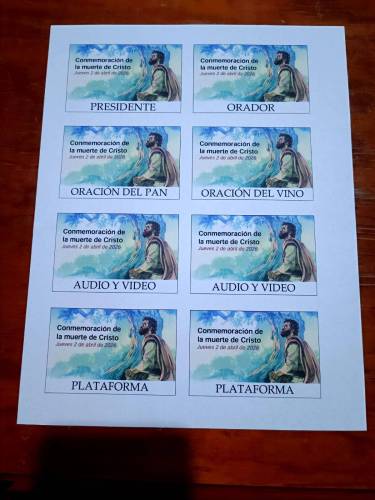 Conmemoración de
la muerte de Cristo
Jueves 2 de abril de 2026
PRESIDENTE
Conmemoración de
la muerte de Cristo
Jueves 2 de abril de 2026
ORADOR
Conmemoración de
la muerte de Cristo
Jueves 2 de abril de 2026
ORACIÓN DEL PAN
Conmemoración de
la muerte de Cristo
Jueves 2 de abril de 2026
ORACIÓN DEL VINO
Conmemoración de
la muerte de Cristo
Jueves 2 de abril de 2026
AUDIO Y VIDEO
Conmemoración de
la muerte de Cristo
Jueves 2 de abril de 2026
AUDIO Y VIDEO
Conmemoración de
la muerte de Cristo
Jueves 2 de abril de 2026
PLATAFORMA
Conmemoración de
la muerte de Cristo
Jueves 2 de abril de 2026
PLATAFORMA